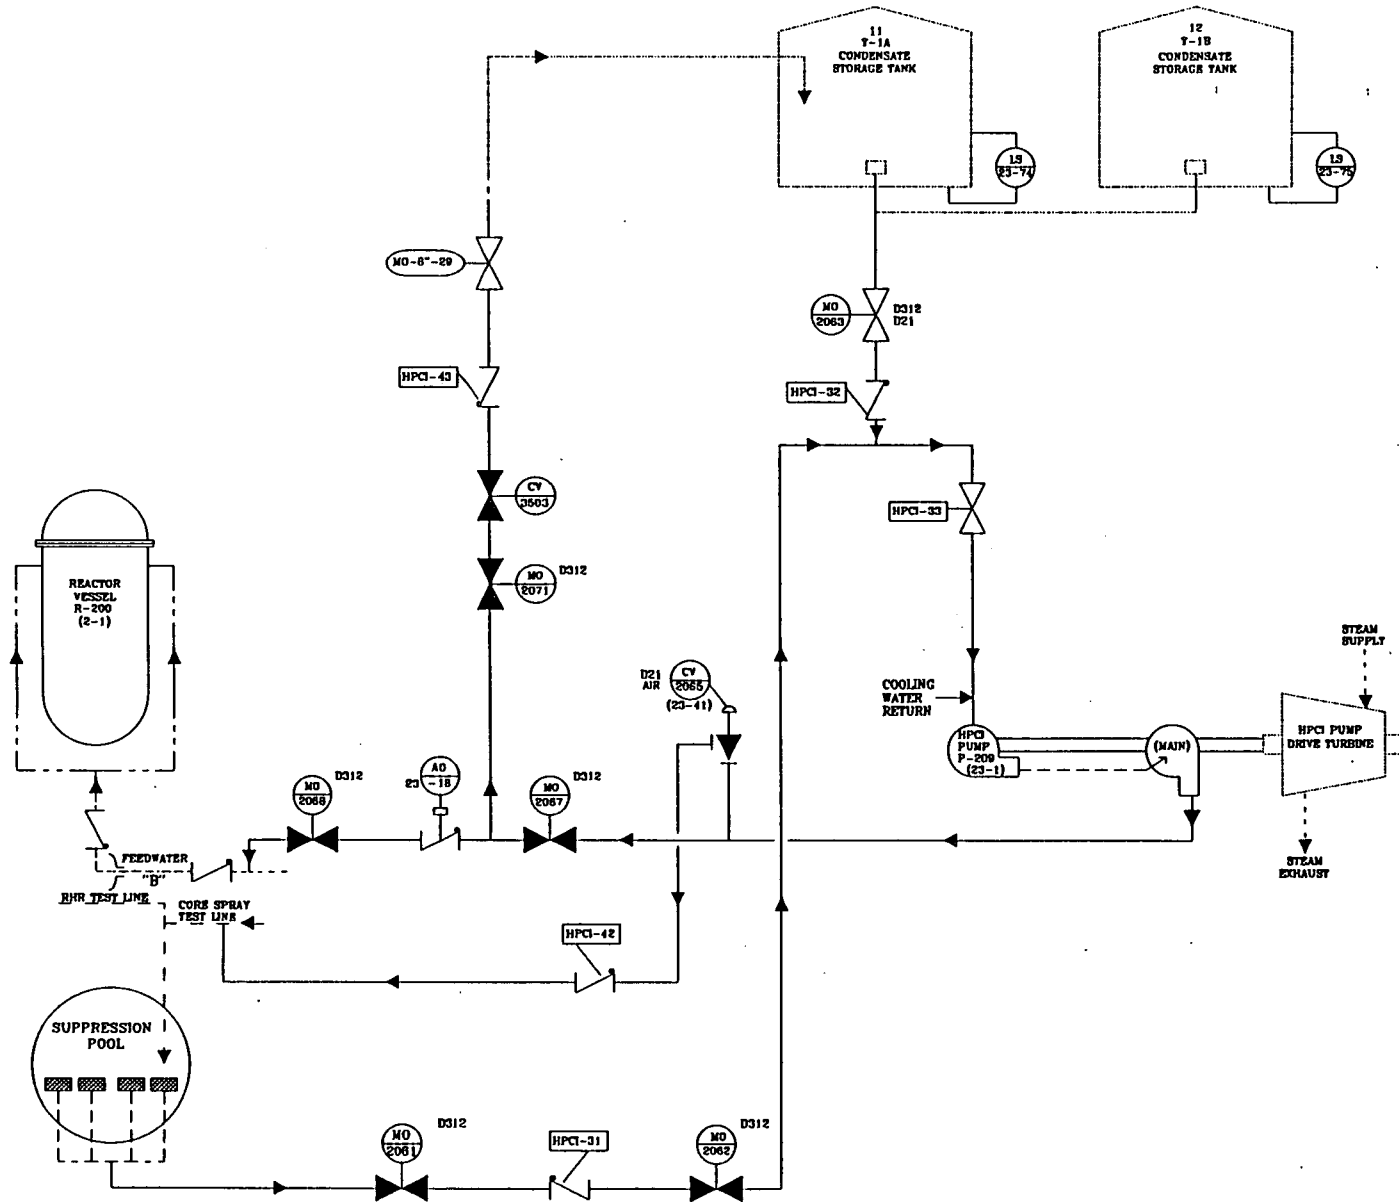 11
T-1A
CONDENSATE
STORAGE TANK
12
T-1B
CONDENSATE
STORAGE TANK
LS
23-74
LS
23-75
MO-6"-29
MO
2063
D312
D21
HPCI-43
HPCI-32
CV
3503
HPCI-33
MO
2071
D312
REACTOR
VESSEL
R-200
(2-1)
STEAM
SUPPLY
D21
AIR
CV
2065
(23-41)
COOLING
WATER
RETURN
HPCI
PUMP
P-209
(23-1)
(MAIN)
HPCI PUMP
DRIVE TURBINE
MO
2068
D312
AO
23 -18
MO
2067
D312
STEAM
EXHAUST
FEEDWATER
"B"
RHR TEST LINE
CORE SPRAY
TEST LINE
HPCI-42
SUPPRESSION
POOL
MO
2061
D312
HPCI-31
MO
2062
D312